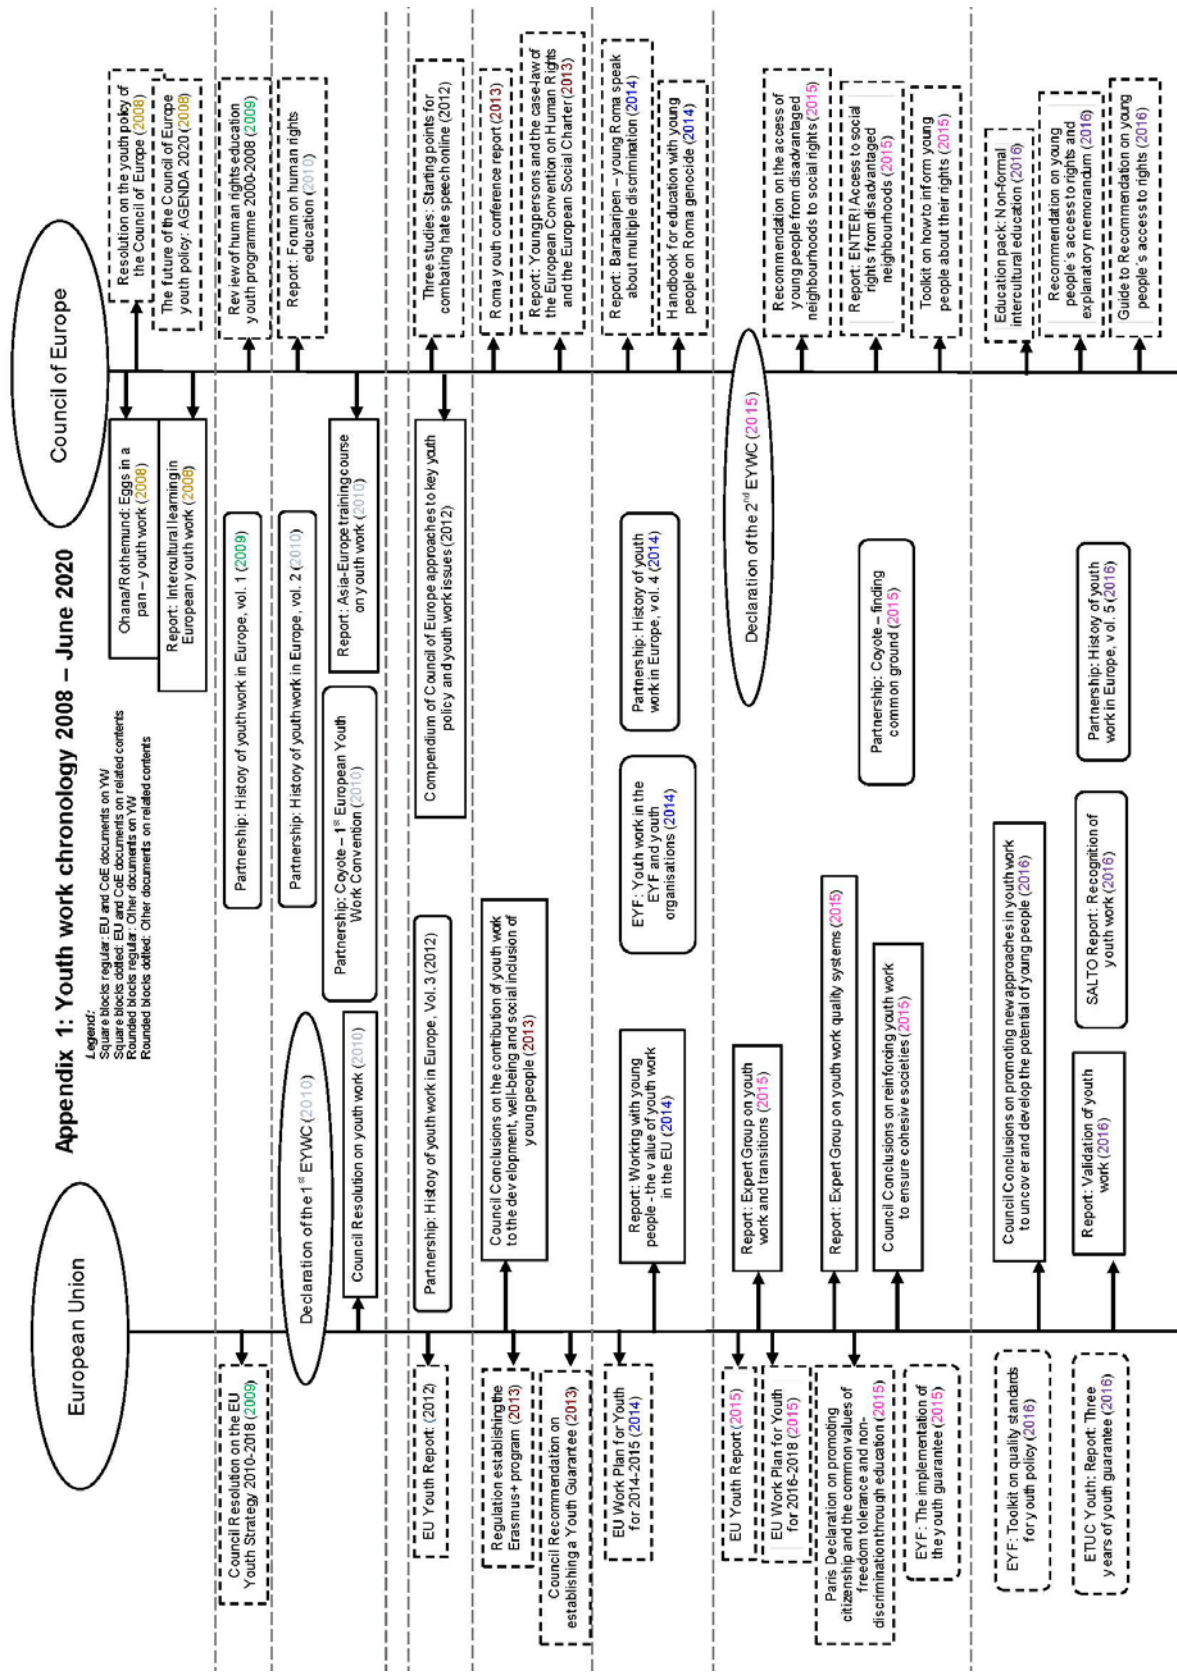 Appendix 1: Youth work chronology 2008 – June 2020
Legend:
Square blocks regular: EU and CoE documents on YW
Square blocks dotted: EU and CoE documents on related contents
Rounded blocks regular: Other documents on YW
Rounded blocks dotted: Other documents on related contents
European Union
Council of Europe
Council Resolution on the EU
Youth Strategy 2010-2018 (2009)
Declaration of the 1st EYWC (2010)
Council Resolution on youth work (2010)
EU Youth Report: (2012)
Regulation establishing the
Erasmus+ program (2013)
Council Recommendation on
establishing a Youth Guarantee (2013)
EU Work Plan for Youth
for 2014-2015 (2014)
EU Youth Report (2015)
EU Work Plan for Youth
for 2016-2018 (2015)
Paris Declaration on promoting
citizenship and the common values of
freedom tolerance and non-
discrimination through education (2015)
EYF: The implementation of
the youth guarantee (2015)
EYF: Toolkit on quality standards
for youth policy (2016)
ETUC Youth: Report: Three
years of youth guarantee (2016)
Partnership: History of youth work in Europe, Vol. 3 (2012)
Council Conclusions on the contribution of youth work
to the development, well-being and social inclusion of
young people (2013)
Report: Working with young
people - the value of youth work
in the EU (2014)
Report: Expert Group on youth
work and transitions (2015)
Report: Expert Group on youth work quality systems (2015)
Council Conclusions on reinforcing youth work
to ensure cohesive societies (2015)
Council Conclusions on promoting new approaches in youth work
to uncover and develop the potential of young people (2016)
Report: Validation of youth
work (2016)
SALTO Report: Recognition of
youth work (2016)
Partnership: History of youth
work in Europe, vol. 5 (2016)
Partnership: History of youth work in Europe, vol. 1 (2009)
Partnership: History of youth work in Europe, vol. 2 (2010)
Partnership: Coyote – 1st European Youth
Work Convention (2010)
Report: Asia-Europe training course
on youth work (2010)
Compendium of Council of Europe approaches to key youth
policy and youth work issues (2012)
EYF: Youth work in the
EYF and youth
organisations (2014)
Partnership: History of youth
work in Europe, vol. 4 (2014)
Declaration of the 2nd EYWC (2015)
Partnership: Coyote – finding
common ground (2015)
Ohana/Rothemund: Eggs in a
pan – youth work (2008)
Report: Intercultural learning in
European youth work (2008)
Resolution on the youth policy of
the Council of Europe (2008)
The future of the Council of Europe
youth policy: AGENDA 2020 (2008)
Review of human rights education
youth programme 2000-2008 (2009)
Report: Forum on human rights
education (2010)
Three studies: Starting points for
combating hate speech online (2012)
Roma youth conference report (2013)
Report: Young persons and the case-law of
the European Convention on Human Rights
and the European Social Charter (2013)
Report: Barabaripen – young Roma speak
about multiple discrimination (2014)
Handbook for education with young
people on Roma genocide (2014)
Recommendation on the access of
young people from disadvantaged
neighbourhoods to social rights (2015)
Report: ENTER! Access to social
rights from disadvantaged
neighbourhoods (2015)
Toolkit on how to inform young
people about their rights (2015)
Education pack: Non-formal
intercultural education (2016)
Recommendation on young
people's access to rights and
explanatory memorandum (2016)
Guide to Recommendation on young
people's access to rights (2016)